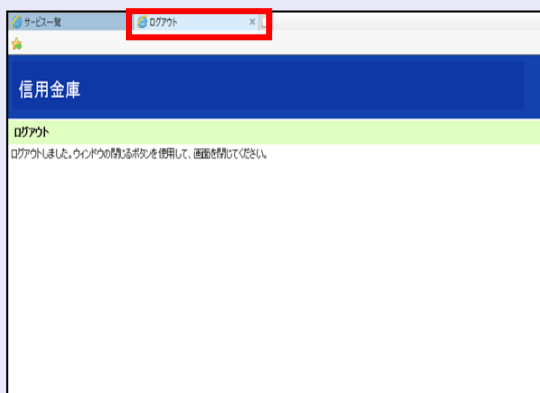 サービス一覧
ログアウト
信用金庫
ログアウト
ログアウトしました。ウィンドウの閉じるボタンを使用して、画面を閉じてください。